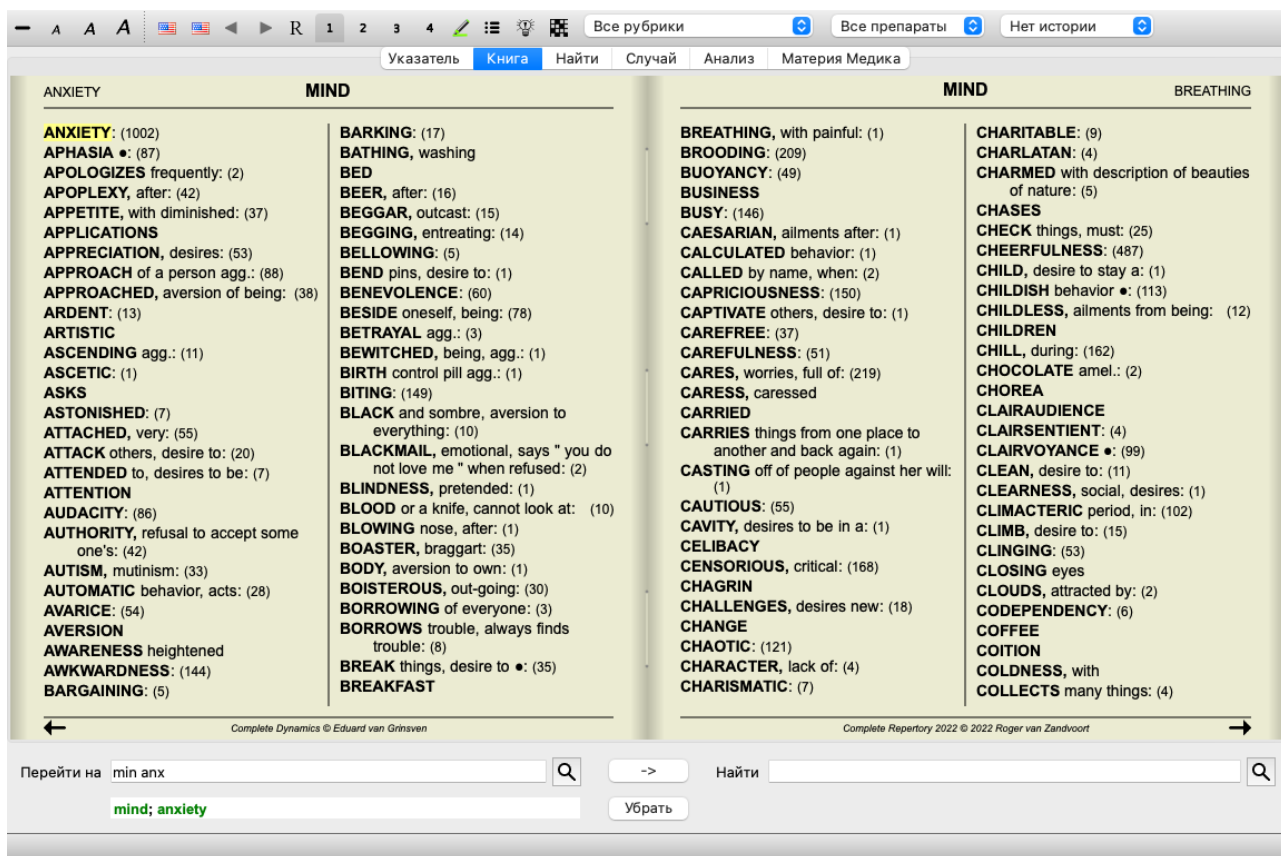 A A A R 1 2 3 4 Все рубрики Все препараты Нет истории
Указатель Книга Найти Случай Анализ Материя Медика
ANXIETY MIND
ANXIETY: (1002)
APHASIA ●: (87)
APOLOGIZES frequently: (2)
APOPLEXY, after: (42)
APPETITE, with diminished: (37)
APPLICATIONS
APPRECIATION, desires: (53)
APPROACH of a person agg.: (88)
APPROACHED, aversion of being: (38)
ARDENT: (13)
ARTISTIC
ASCENDING agg.: (11)
ASCETIC: (1)
ASKS
ASTONISHED: (7)
ATTACHED, very: (55)
ATTACK others, desire to: (20)
ATTENDED to, desires to be: (7)
ATTENTION
AUDACITY: (86)
AUTHORITY, refusal to accept some
one's: (42)
AUTISM, mutinism: (33)
AUTOMATIC behavior, acts: (28)
AVARICE: (54)
AVERSION
AWARENESS heightened
AWKWARDNESS: (144)
BARGAINING: (5)
BARKING: (17)
BATHING, washing
BED
BEER, after: (16)
BEGGAR, outcast: (15)
BEGGING, entreating: (14)
BELLOWING: (5)
BEND pins, desire to: (1)
BENEVOLENCE: (60)
BESIDE oneself, being: (78)
BETRAYAL agg.: (3)
BEWITCHED, being, agg.: (1)
BIRTH control pill agg.: (1)
BITING: (149)
BLACK and sombre, aversion to
everything: (10)
BLACKMAIL, emotional, says " you do
not love me " when refused: (2)
BLINDNESS, pretended: (1)
BLOOD or a knife, cannot look at: (10)
BLOWING nose, after: (1)
BOASTER, braggart: (35)
BODY, aversion to own: (1)
BOISTEROUS, out-going: (30)
BORROWING of everyone: (3)
BORROWS trouble, always finds
trouble: (8)
BREAK things, desire to ●: (35)
BREAKFAST
Complete Dynamics © Eduard van Grinsven
MIND BREATHING
BREATHING, with painful: (1)
BROODING: (209)
BUOYANCY: (49)
BUSINESS
BUSY: (146)
CAESARIAN, ailments after: (1)
CALCULATED behavior: (1)
CALLED by name, when: (2)
CAPRICIOUSNESS: (150)
CAPTIVATE others, desire to: (1)
CAREFREE: (37)
CAREFULNESS: (51)
CARES, worries, full of: (219)
CARESS, caressed
CARRIED
CARRIES things from one place to
another and back again: (1)
CASTING off of people against her will:
(1)
CAUTIOUS: (55)
CAVITY, desires to be in a: (1)
CELIBACY
CENSORIOUS, critical: (168)
CHAGRIN
CHALLENGES, desires new: (18)
CHANGE
CHAOTIC: (121)
CHARACTER, lack of: (4)
CHARISMATIC: (7)
CHARITABLE: (9)
CHARLATAN: (4)
CHARMED with description of beauties
of nature: (5)
CHASES
CHECK things, must: (25)
CHEERFULNESS: (487)
CHILD, desire to stay a: (1)
CHILDISH behavior ●: (113)
CHILDLESS, ailments from being: (12)
CHILDREN
CHILL, during: (162)
CHOCOLATE amel.: (2)
CHOREA
CLAIRAUDIENCE
CLAIRSENTIENT: (4)
CLAIRVOYANCE ●: (99)
CLEAN, desire to: (11)
CLEARNESS, social, desires: (1)
CLIMACTERIC period, in: (102)
CLIMB, desire to: (15)
CLINGING: (53)
CLOSING eyes
CLOUDS, attracted by: (2)
CODEPENDENCY: (6)
COFFEE
COITION
COLDNESS, with
COLLECTS many things: (4)
Complete Repertory 2022 © 2022 Roger van Zandvoort
Перейти на min anx -> Найти
mind; anxiety Убрать